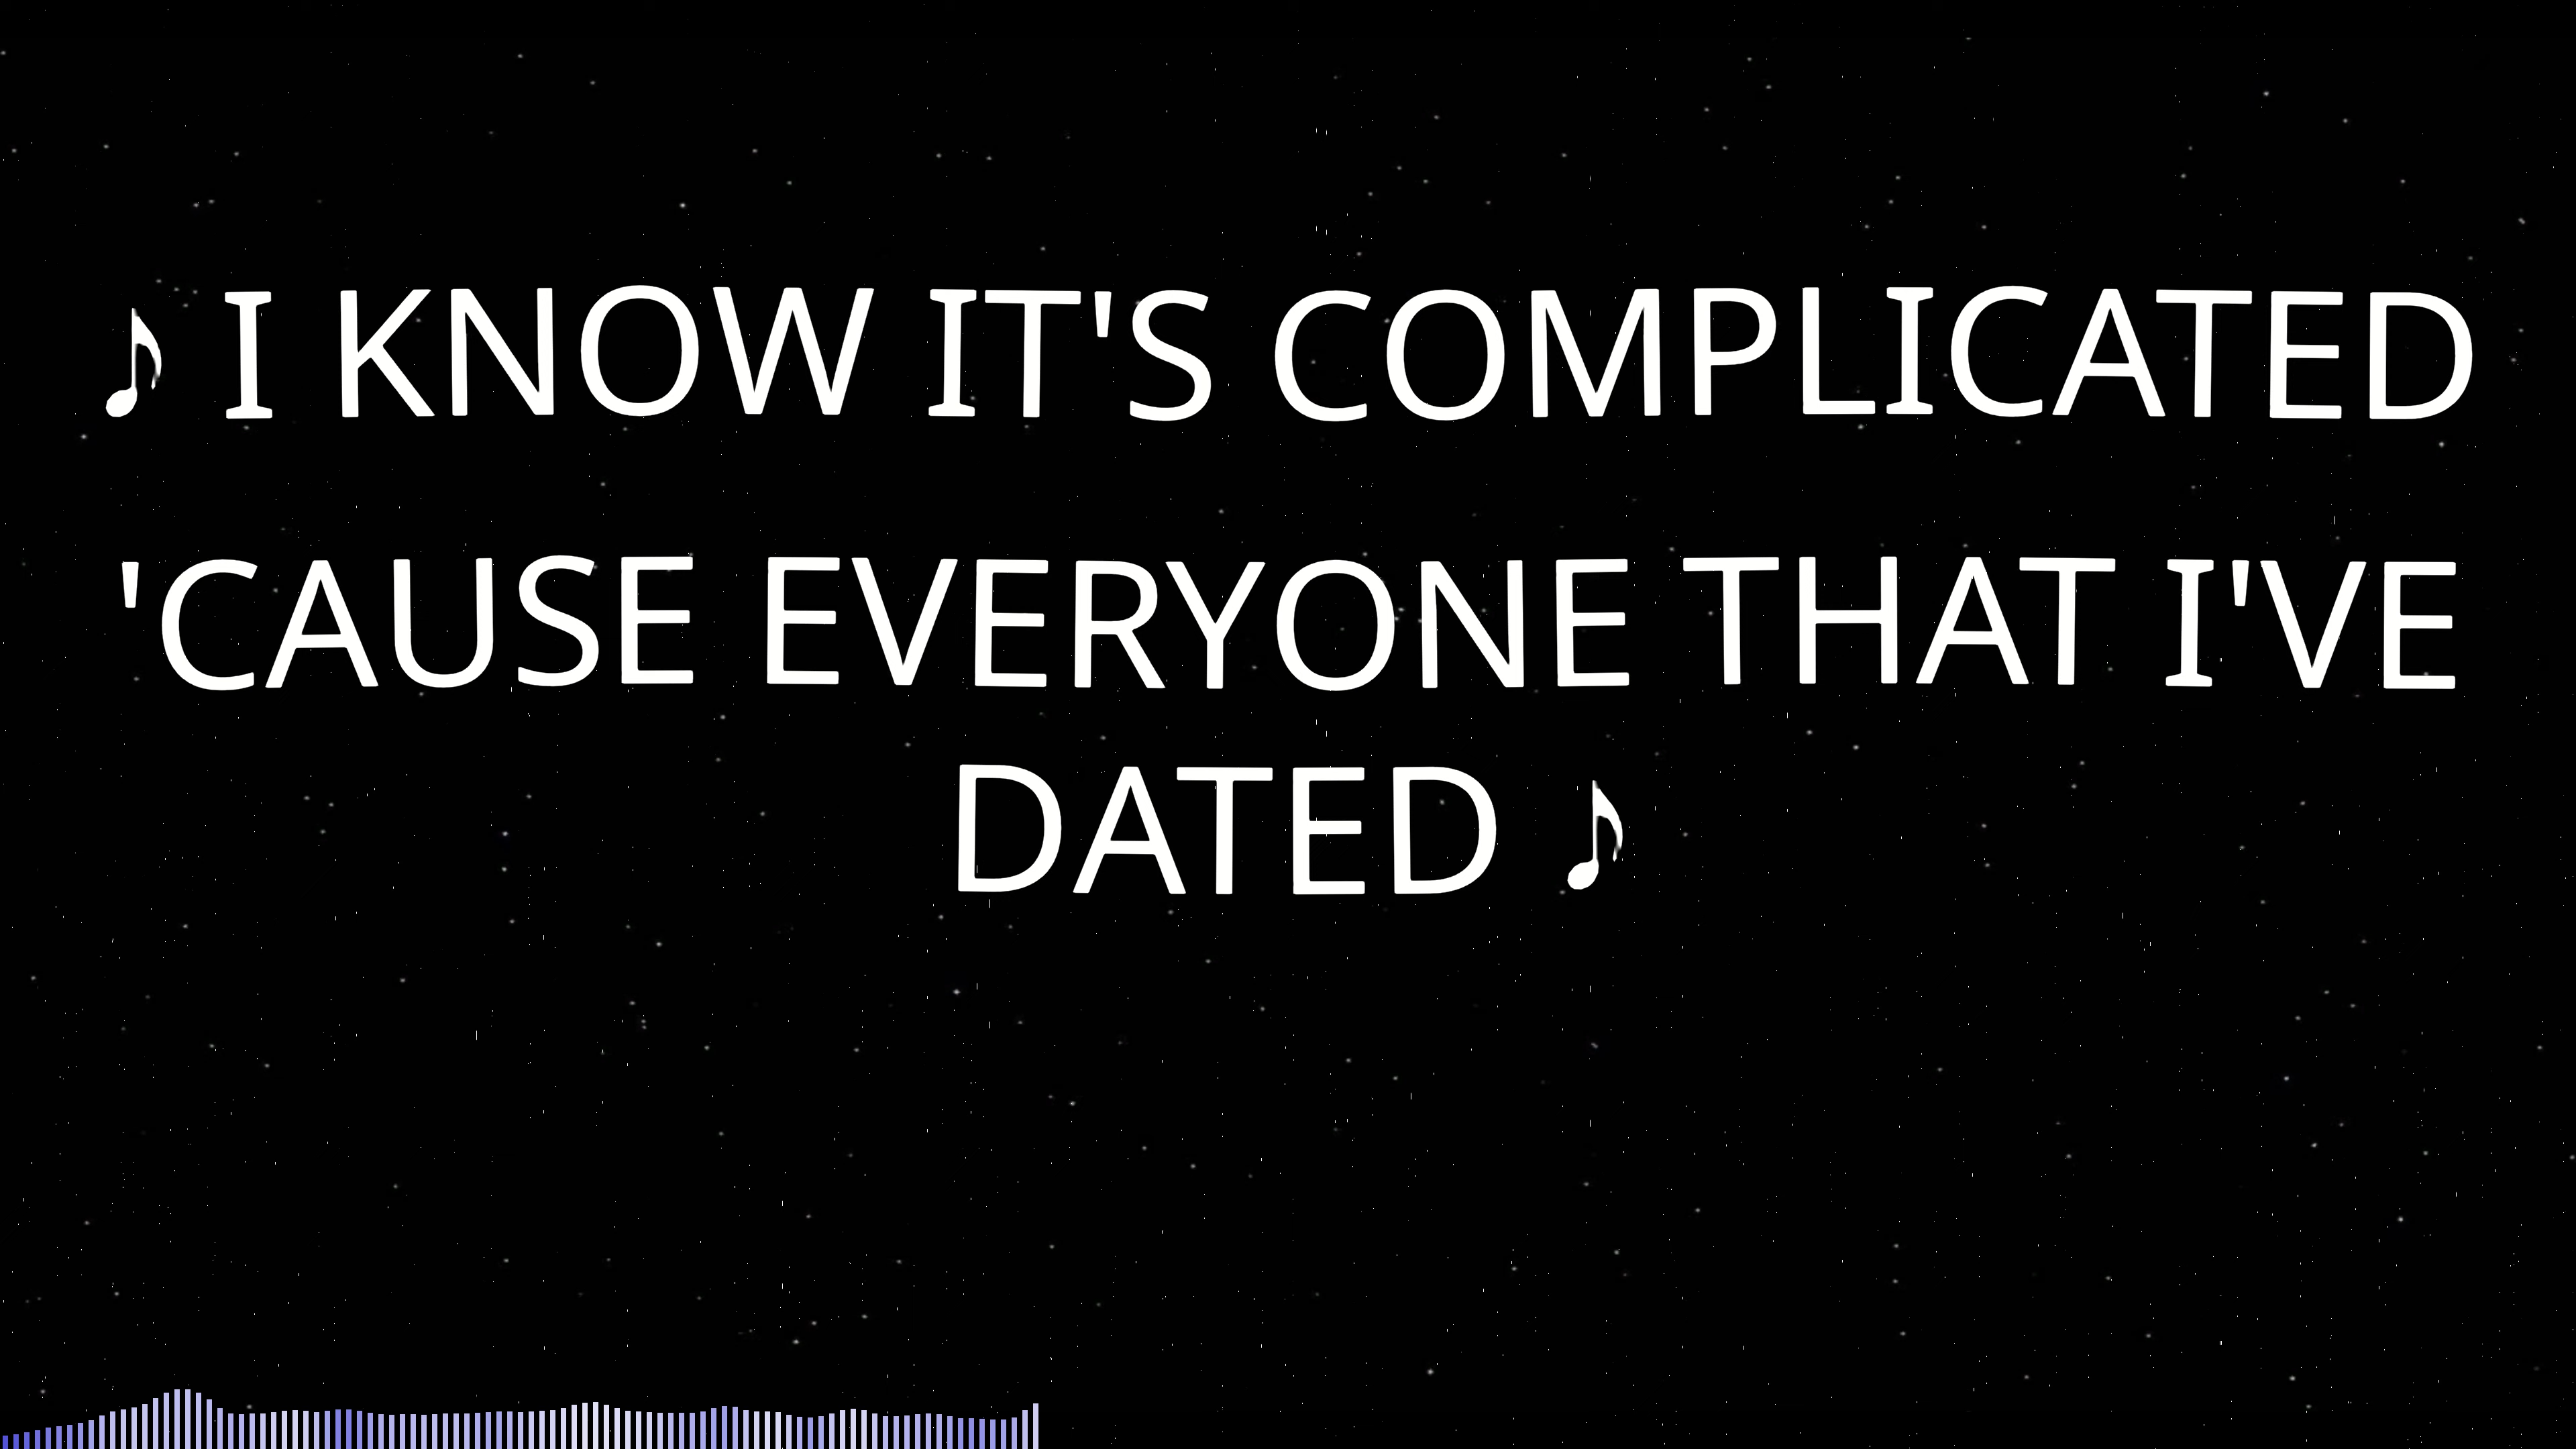 ♪ I KNOW IT'S COMPLICATED
'CAUSE EVERYONE THAT I'VE
DATED ♪